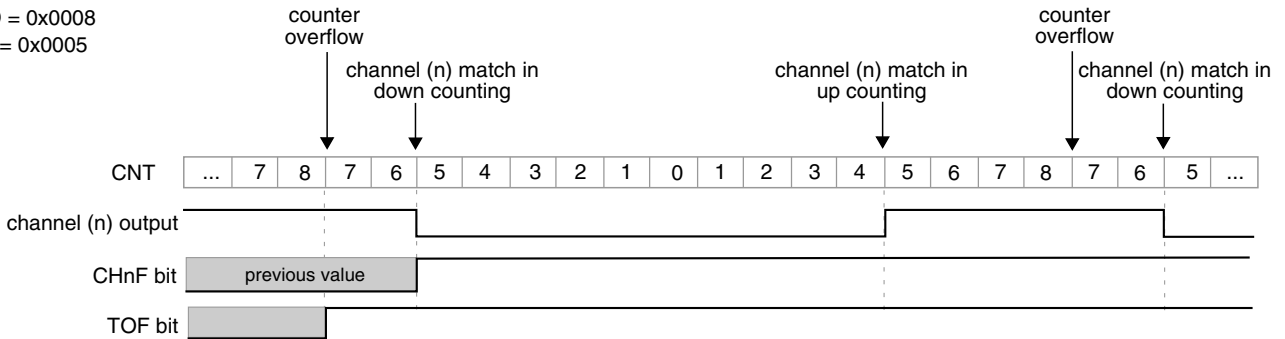 = 0x0008
= 0x0005
counter
overflow
channel (n) match in
down counting
channel (n) match in
up counting
counter
overflow
channel (n) match in
down counting
CNT ... 7 8 7 6 5 4 3 2 1 0 1 2 3 4 5 6 7 8 7 6 5 ...
channel (n) output
CHnF bit previous value
TOF bit